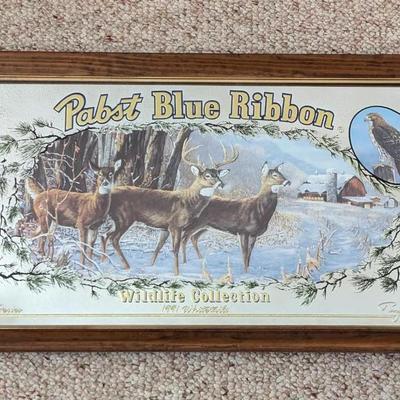 Pabst Blue Ribbon
Wildlife Collection
1991 Whitetails